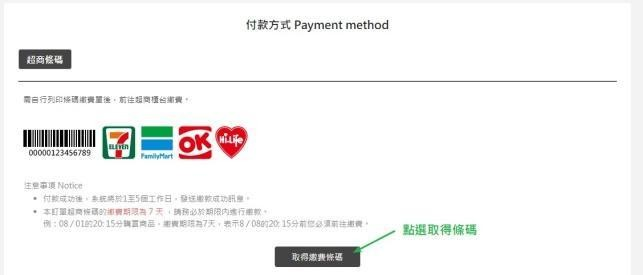 付款方式 Payment method
超商條碼
需自行列印條碼繳費單後，前往超商櫃台繳費。
00000123456789
7
ELEVEN
FamilyMart
OK
Hi-Life
注意事項 Notice
• 付款成功後，系統將於1至5個工作日，發送繳款成功訊息。
• 本訂單超商條碼的繳費期限為 7 天 ，請務必於期限內進行繳款。
例：08 / 01的20: 15分購買商品，繳費期限為7天，表示8 / 08的20: 15分前您必須前往繳費。
點選取得條碼
取得繳費條碼